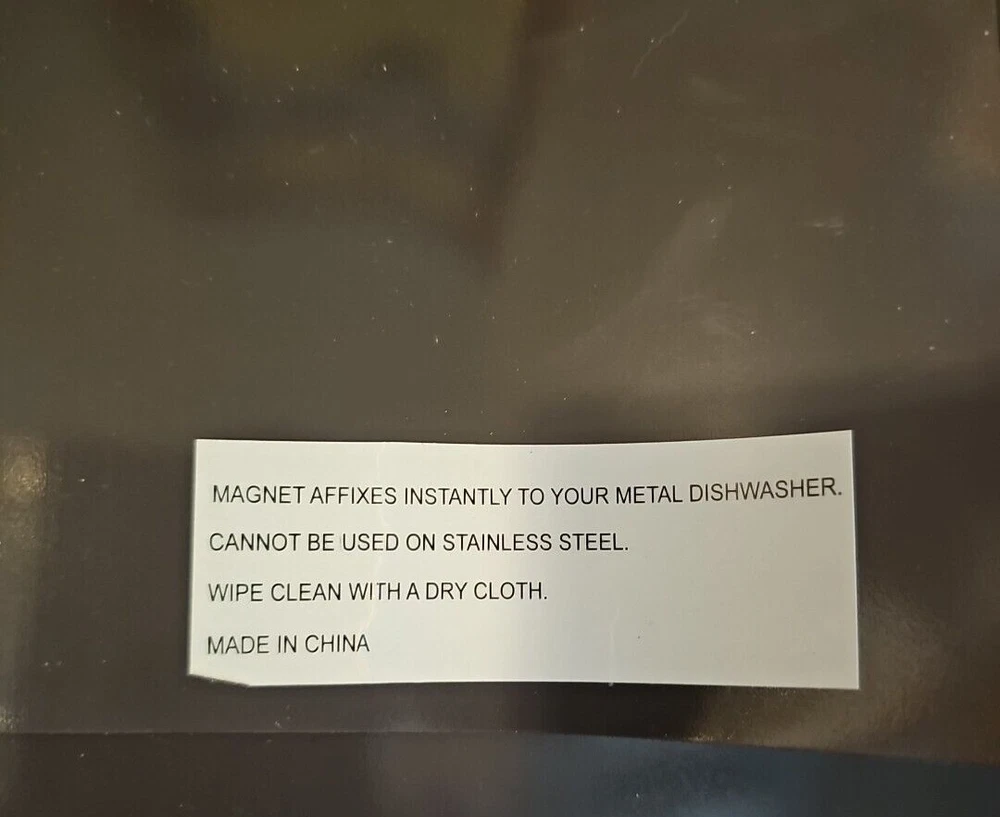 MAGNET AFFIXES INSTANTLY TO YOUR METAL DISHWASHER.
CANNOT BE USED ON STAINLESS STEEL.
WIPE CLEAN WITH A DRY CLOTH.
MADE IN CHINA